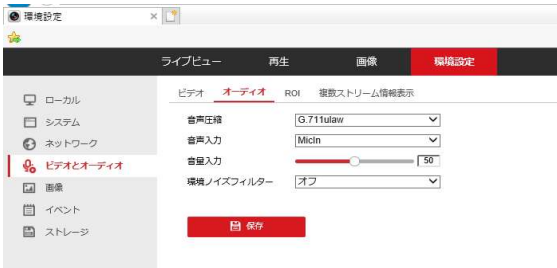 環境設定
ライブビュー 再生 画像 環境設定
ローカル
システム
ネットワーク
ビデオとオーディオ
画像
イベント
ストレージ
ビデオ オーディオ ROI 複数ストリーム情報表示
音声圧縮 G.711ulaw
音声入力 MicIn
音量入力 50
環境ノイズフィルター オフ
保存